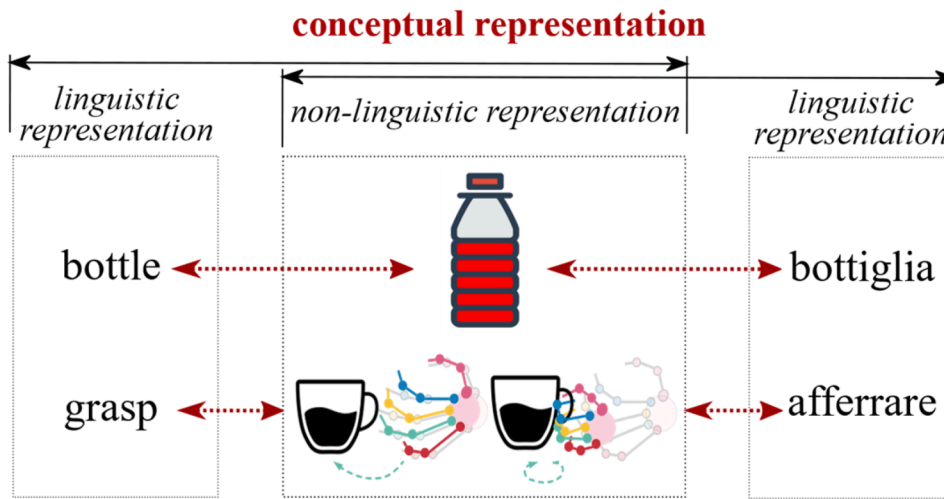 conceptual representation
linguistic
representation
non-linguistic representation
linguistic
representation
bottle
bottiglia
grasp
afferrare